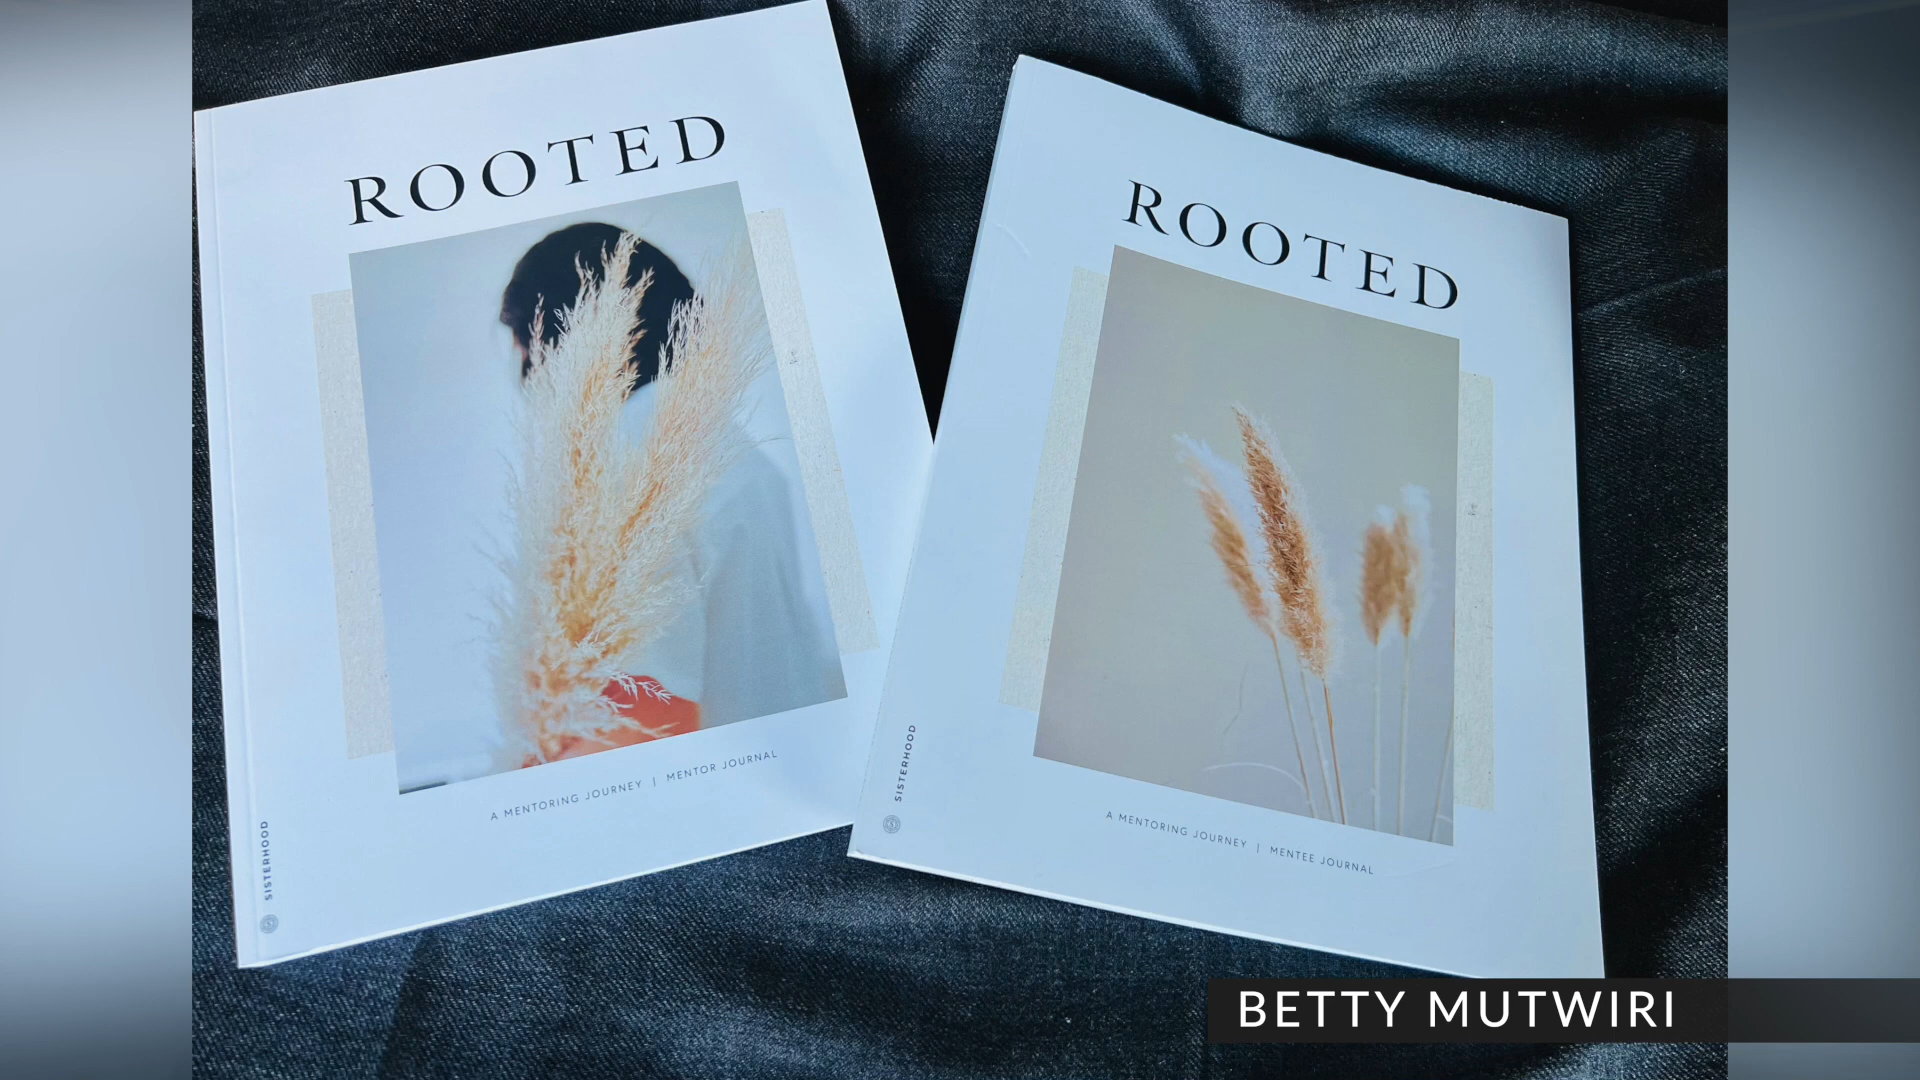 ROOTED
A MENTORING JOURNEY | MENTOR JOURNAL
SISTERHOOD
ROOTED
A MENTORING JOURNEY | MENTEE JOURNAL
SISTERHOOD
BETTY MUTWIRI